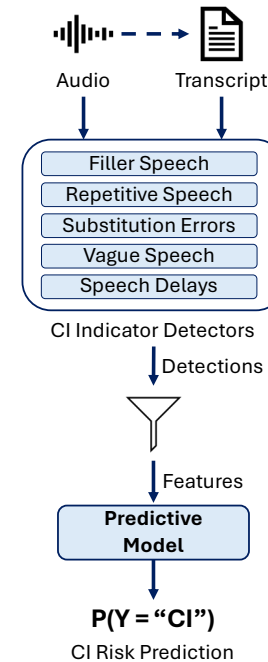 Audio
Transcript
Filler Speech
Repetitive Speech
Substitution Errors
Vague Speech
Speech Delays
CI Indicator Detectors
Detections
Features
Predictive
Model
P(Y = “CI”)
CI Risk Prediction